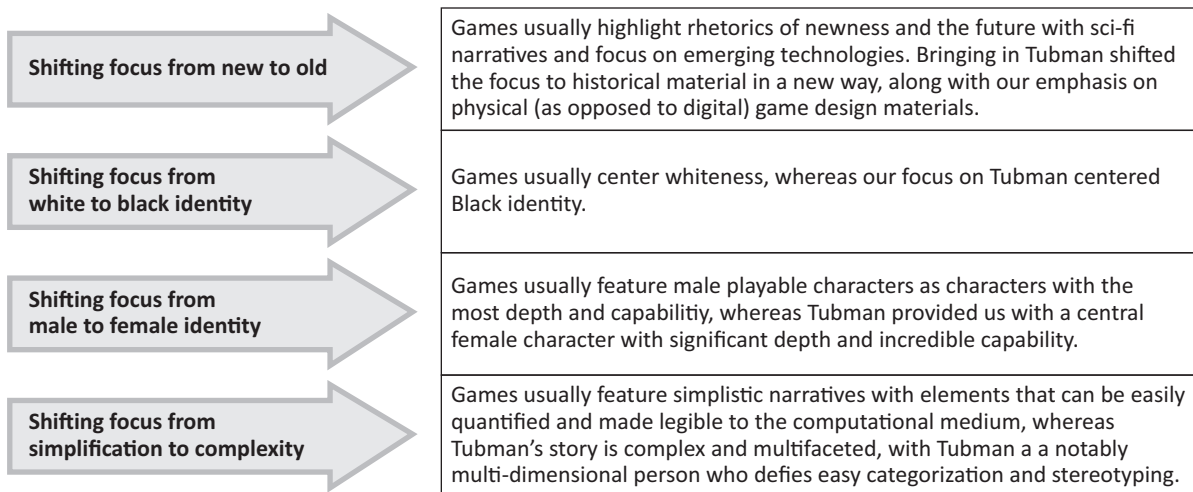 Shifting focus from new to old
Games usually highlight rhetorics of newness and the future with sci-fi
narratives and focus on emerging technologies. Bringing in Tubman shifted
the focus to historical material in a new way, along with our emphasis on
physical (as opposed to digital) game design materials.
Shifting focus from
white to black identity
Games usually center whiteness, whereas our focus on Tubman centered
Black identity.
Shifting focus from
male to female identity
Games usually feature male playable characters as characters with the
most depth and capability, whereas Tubman provided us with a central
female character with significant depth and incredible capability.
Shifting focus from
simplification to complexity
Games usually feature simplistic narratives with elements that can be easily
quantified and made legible to the computational medium, whereas
Tubman’s story is complex and multifaceted, with Tubman a a notably
multi-dimensional person who defies easy categorization and stereotyping.